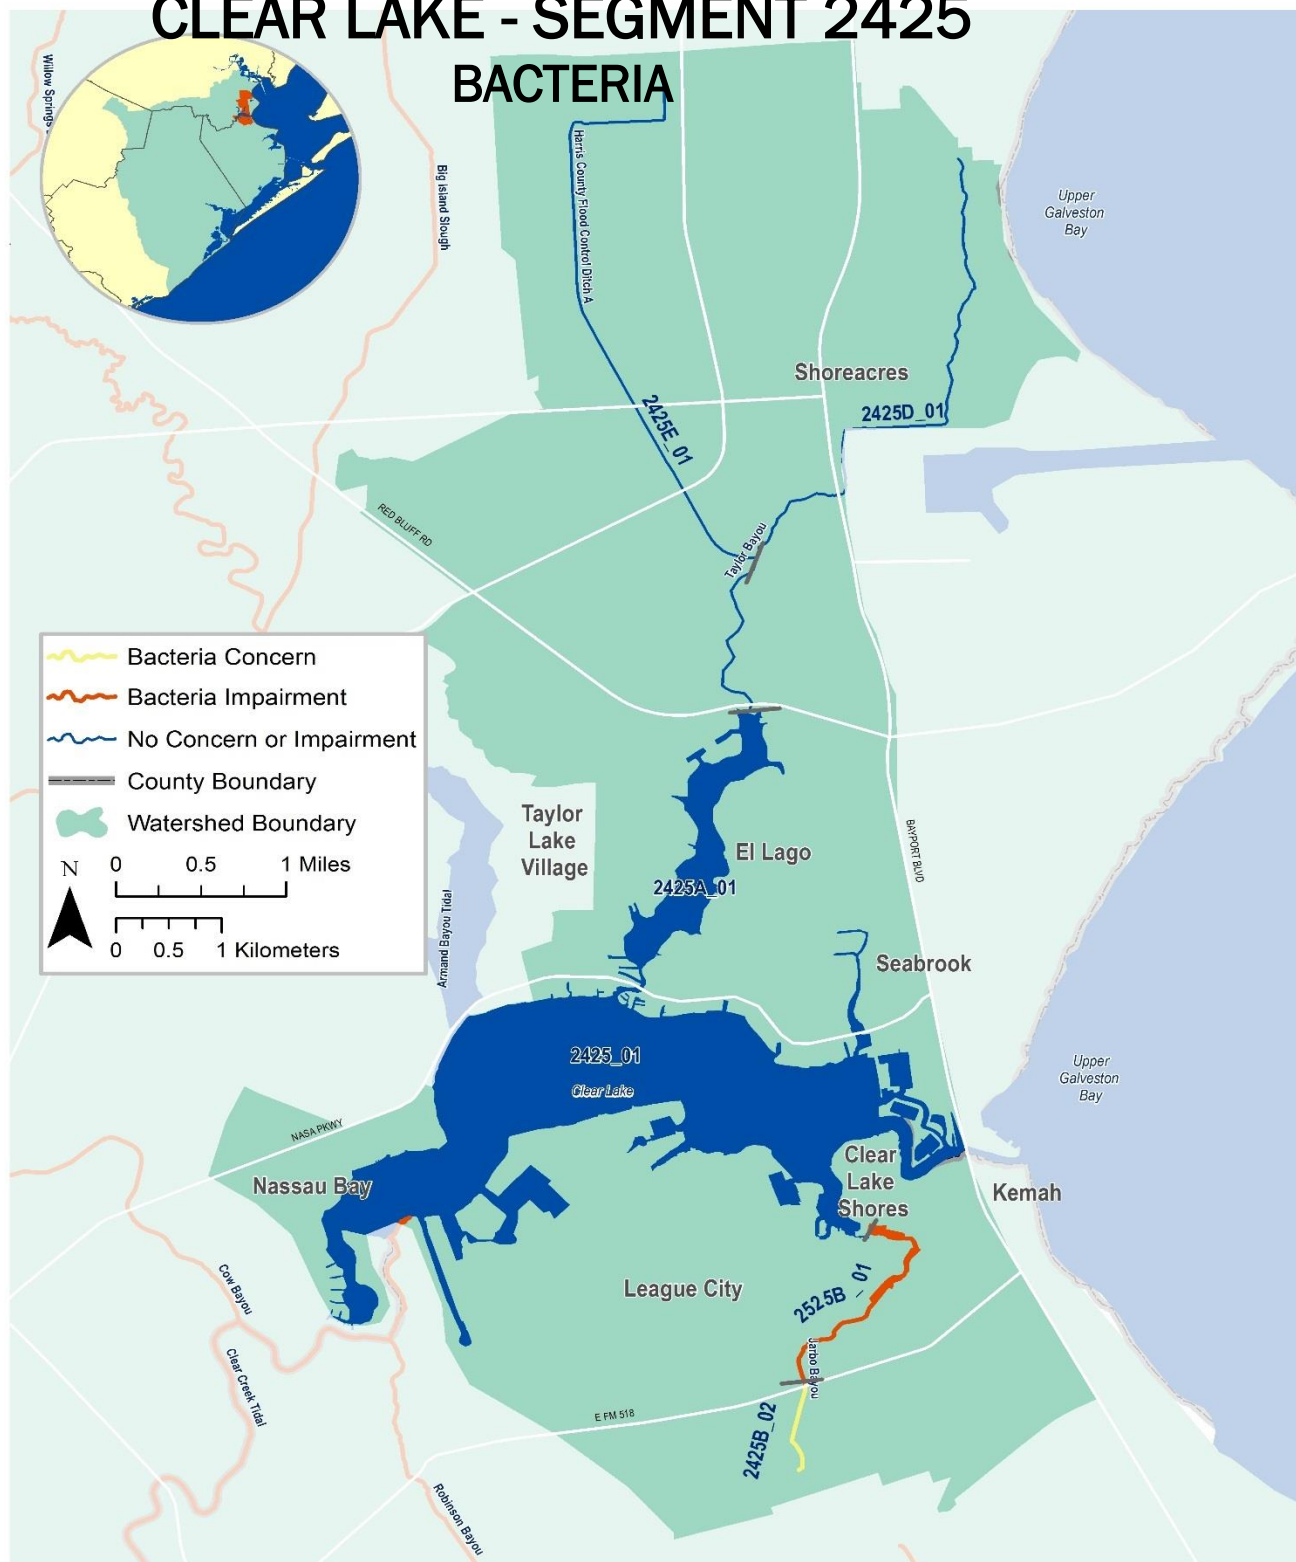 CLEAR LAKE - SEGMENT 2425
BACTERIA
Willow Springs
Big Island Slough
Harris County Flood Control Ditch A
Upper
Galveston
Bay
Shoreacres
2425E_01
2425D_01
RED BLUFF RD
Taylor Bayou
Bacteria Concern
Bacteria Impairment
No Concern or Impairment
County Boundary
Watershed Boundary
N
0 0.5 1 Miles
0 0.5 1 Kilometers
Taylor
Lake
Village
El Lago
BAYPORT BLVD
2425A_01
Armand Bayou Tidal
Seabrook
2425_01
Clear Lake
Upper
Galveston
Bay
NASA PKWY
Nassau Bay
Clear
Lake
Shores
Kemah
Cow Bayou
League City
2525B _01
Clear Creek Tidal
Jarbo Bayou
E FM 518
2425B_02
Robinson Bayou